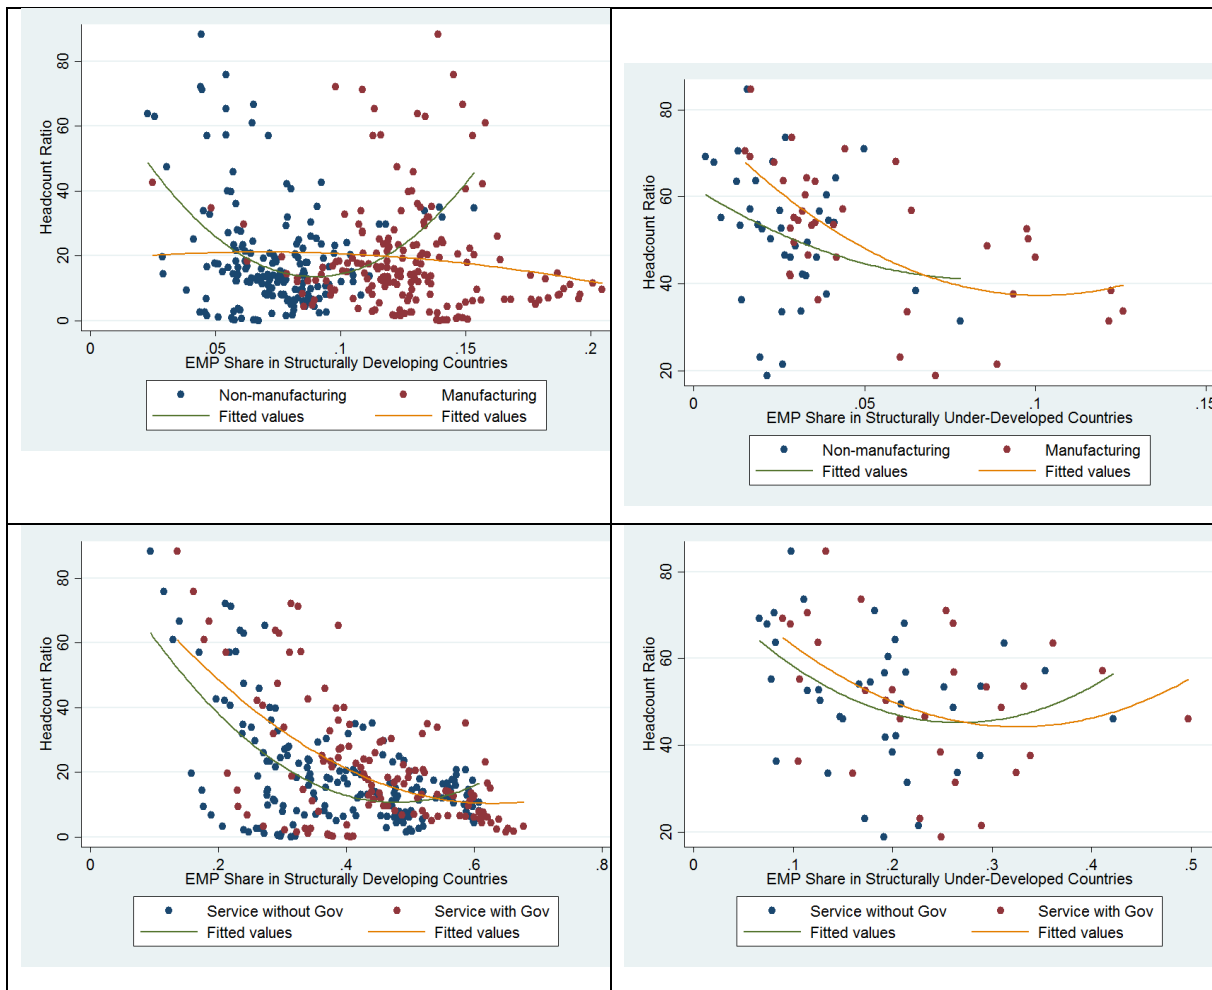 Headcount Ratio
80
60
40
20
0
0
.05
.1
.15
.2
EMP Share in Structurally Developing Countries
Non-manufacturing
Manufacturing
Fitted values
Fitted values
Headcount Ratio
80
60
40
20
0
.05
.1
.15
EMP Share in Structurally Under-Developed Countries
Non-manufacturing
Manufacturing
Fitted values
Fitted values
Headcount Ratio
80
60
40
20
0
0
.2
.4
.6
.8
EMP Share in Structurally Developing Countries
Service without Gov
Service with Gov
Fitted values
Fitted values
Headcount Ratio
80
60
40
20
0
.1
.2
.3
.4
.5
EMP Share in Structurally Under-Developed Countries
Service without Gov
Service with Gov
Fitted values
Fitted values